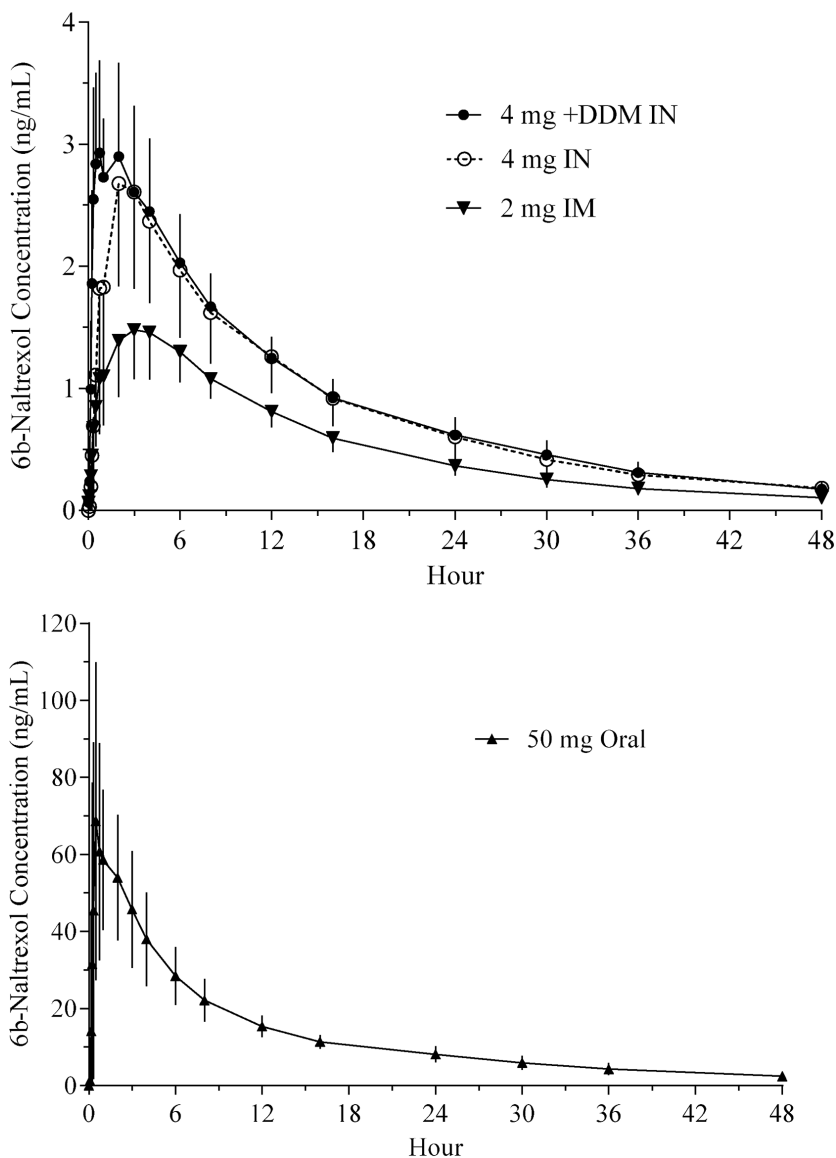 4
3
2
1
0
6b-Naltrexol Concentration (ng/mL)
4 mg +DDM IN
4 mg IN
2 mg IM
0 6 12 18 24 30 36 42 48
Hour
120
100
80
60
40
20
0
6b-Naltrexol Concentration (ng/mL)
50 mg Oral
0 6 12 18 24 30 36 42 48
Hour